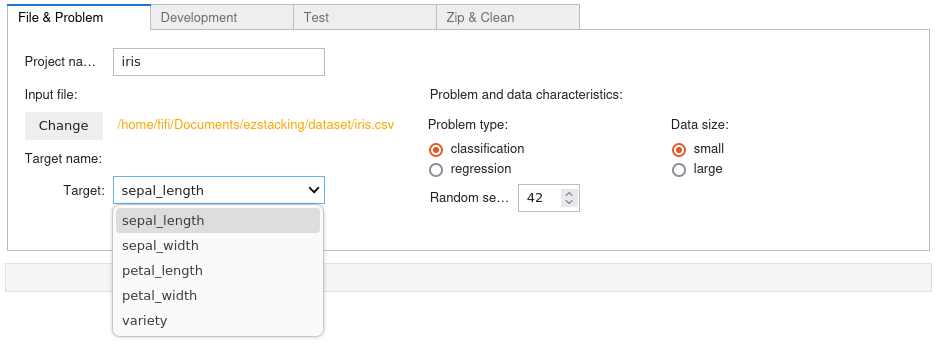 File & Problem Development Test Zip & Clean
Project na... iris
Input file: Problem and data characteristics:
Change /home/fifi/Documents/ezstacking/dataset/iris.csv Problem type: Data size:
classification small
Target name: regression large
Target: sepal_length Random se... 42
sepal_length
sepal_width
petal_length
petal_width
variety